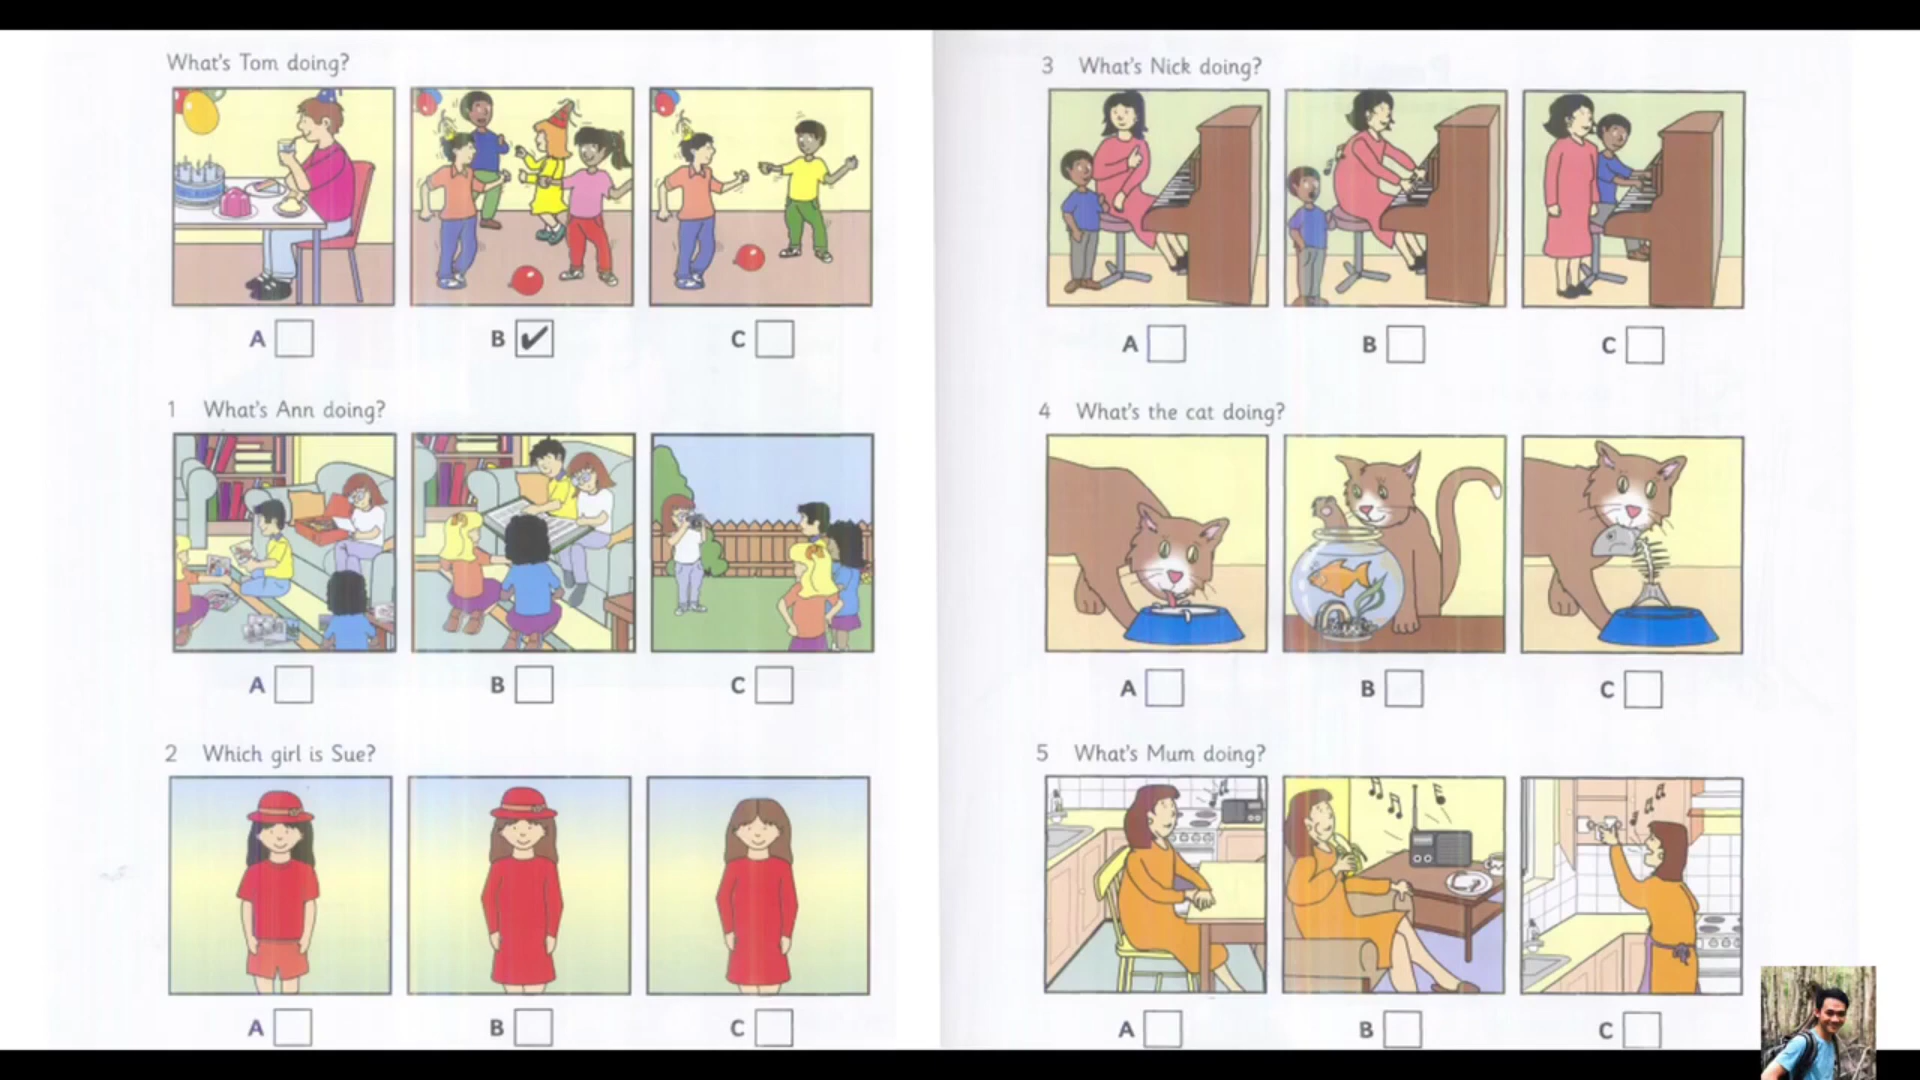 What's Tom doing?
A B ✔ C
1 What's Ann doing?
A B C
2 Which girl is Sue?
A B C
3 What's Nick doing?
A B C
4 What's the cat doing?
A B C
5 What's Mum doing?
A B C